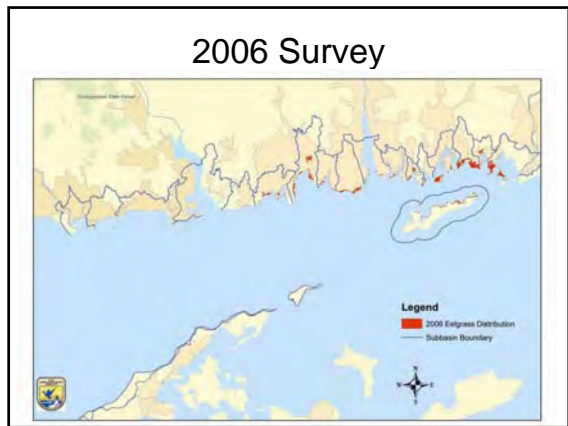 2006 Survey
Legend
2006 Eelgrass Distribution
Subbasin Boundary
N
W
E
S